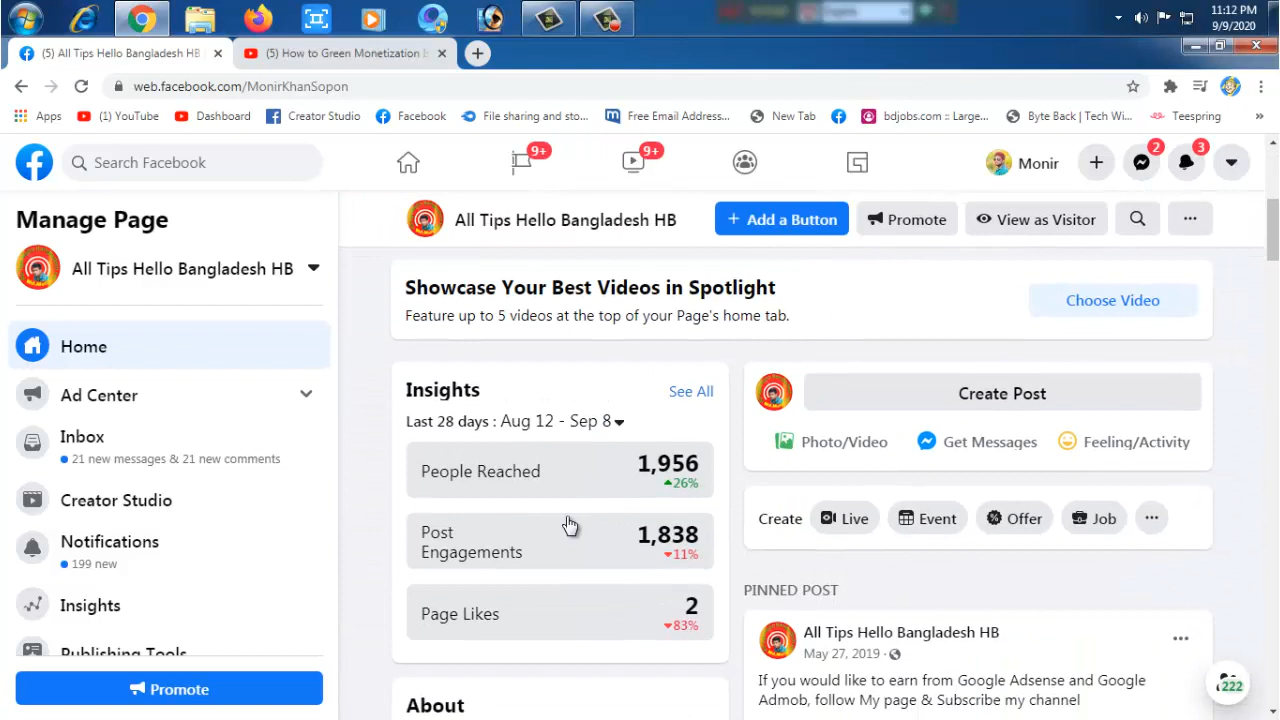 11:12 PM
9/9/2020
(5) All Tips Hello Bangladesh HB
(5) How to Green Monetization
web.facebook.com/MonirKhanSopon
Apps
(1) YouTube
Dashboard
Creator Studio
Facebook
File sharing and sto...
Free Email Address...
New Tab
bdjobs.com :: Large...
Byte Back | Tech Wi...
Teespring
»
Search Facebook
9+
9+
Monir
2
3
Manage Page
All Tips Hello Bangladesh HB
Home
Ad Center
Inbox
21 new messages & 21 new comments
Creator Studio
Notifications
199 new
Insights
Publishing Tools
Promote
All Tips Hello Bangladesh HB
+ Add a Button
Promote
View as Visitor
Showcase Your Best Videos in Spotlight
Feature up to 5 videos at the top of your Page's home tab.
Choose Video
Insights
See All
Last 28 days : Aug 12 - Sep 8
People Reached
1,956
26%
Post
Engagements
1,838
11%
Page Likes
2
83%
About
Create Post
Photo/Video
Get Messages
Feeling/Activity
Create
Live
Event
Offer
Job
PINNED POST
All Tips Hello Bangladesh HB
May 27, 2019
If you would like to earn from Google Adsense and Google
Admob, follow My page & Subscribe my channel
222